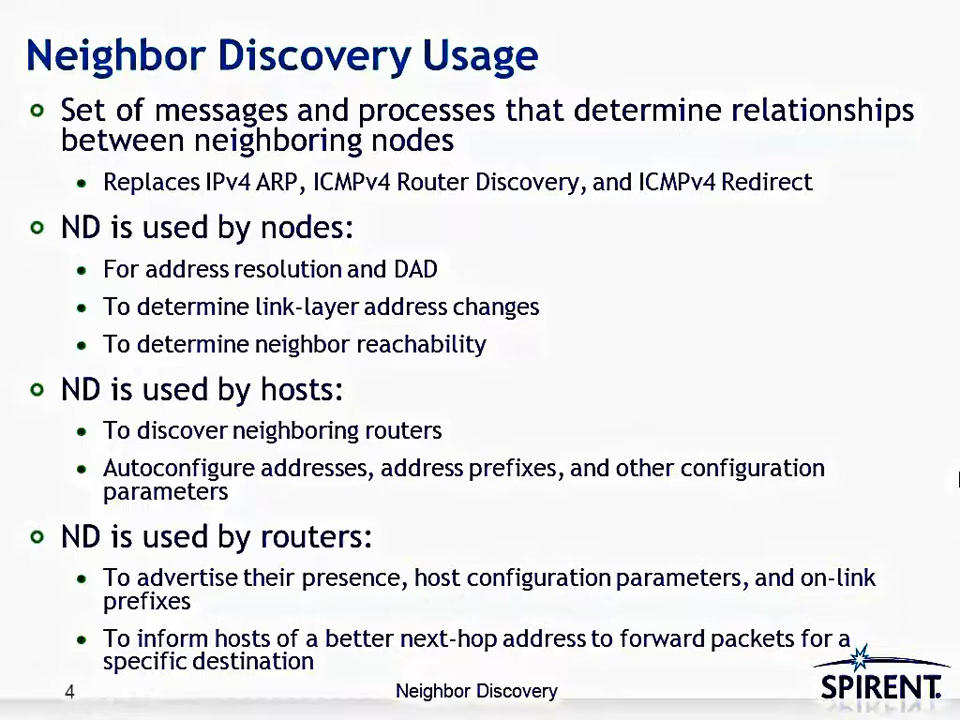 Neighbor Discovery Usage
Set of messages and processes that determine relationships
between neighboring nodes
Replaces IPv4 ARP, ICMPv4 Router Discovery, and ICMPv4 Redirect
ND is used by nodes:
For address resolution and DAD
To determine link-layer address changes
To determine neighbor reachability
ND is used by hosts:
To discover neighboring routers
Autoconfigure addresses, address prefixes, and other configuration
parameters
ND is used by routers:
To advertise their presence, host configuration parameters, and on-link
prefixes
To inform hosts of a better next-hop address to forward packets for a
specific destination
4
Neighbor Discovery
SPIRENT